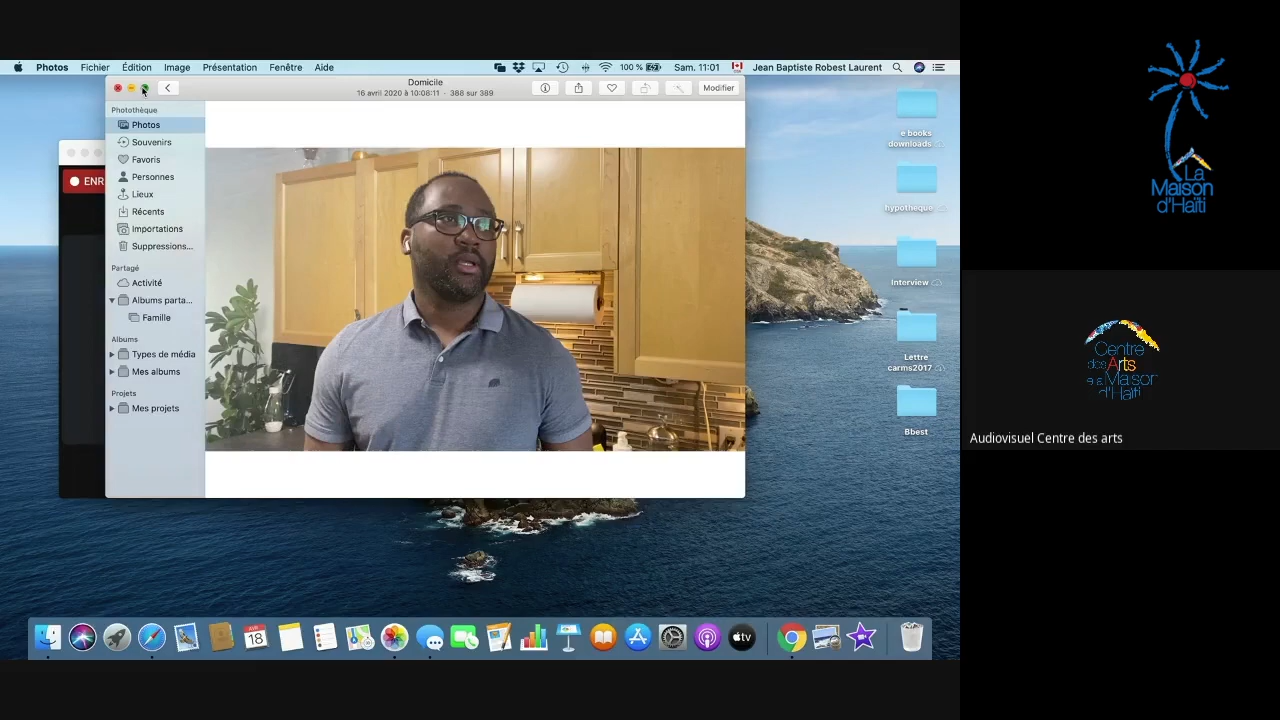 Photos Fichier Édition Image Présentation Fenêtre Aide 100 % Sam. 11:01 Jean Baptiste Robest Laurent
Domicile
16 avril 2020 à 10:08:11 · 388 sur 389
Modifier
Photothèque
Photos
Souvenirs
Favoris
Personnes
Lieux
Récents
Importations
Suppressions...
Partagé
Activité
Albums parta...
Famille
Albums
Types de média
Mes albums
Projets
Mes projets
ENR
e books
downloads
hypotheque
Interview
Lettre
carms2017
Bbest
AVR
18
tv
La
Maison
d'Haïti
Centre
des Arts
Maison
d'Haïti
Audiovisuel Centre des arts